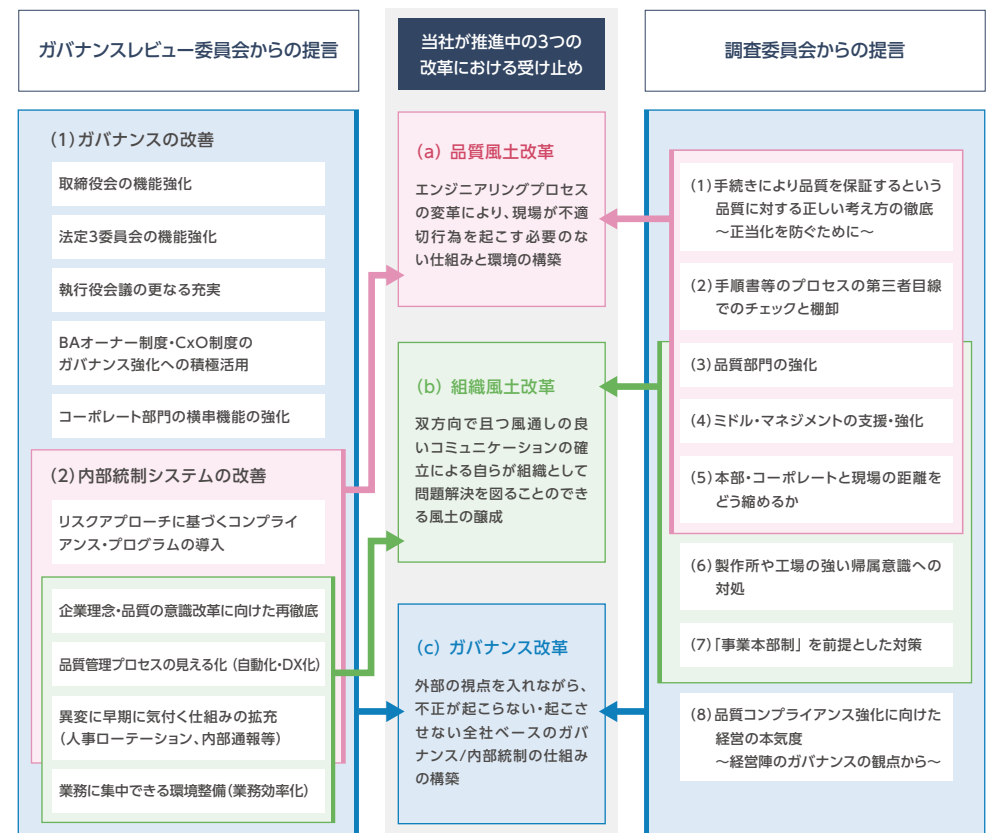 ガバナンスレビュー委員会からの提言
(1)ガバナンスの改善
取締役会の機能強化
法定3委員会の機能強化
執行役会議の更なる充実
BAオーナー制度・CxO制度の
ガバナンス強化への積極活用
コーポレート部門の横串機能の強化
(2)内部統制システムの改善
リスクアプローチに基づくコンプライ
アンス・プログラムの導入
企業理念・品質の意識改革に向けた再徹底
品質管理プロセスの見える化(自動化・DX化)
異変に早期に気付く仕組みの拡充
(人事ローテーション、内部通報等)
業務に集中できる環境整備(業務効率化)
当社が推進中の3つの
改革における受け止め
(a) 品質風土改革
エンジニアリングプロセス
の変革により、現場が不適
切行為を起こす必要のな
い仕組みと環境の構築
(b) 組織風土改革
双方向で且つ風通しの良
いコミュニケーションの確
立による自らが組織として
問題解決を図ることのでき
る風土の醸成
(c) ガバナンス改革
外部の視点を入れながら、
不正が起こらない・起こさ
せない全社ベースのガバ
ナンス/内部統制の仕組み
の構築
調査委員会からの提言
(1)手続きにより品質を保証するという
品質に対する正しい考え方の徹底
~正当化を防ぐために~
(2)手順書等のプロセスの第三者目線
でのチェックと棚卸
(3)品質部門の強化
(4)ミドル・マネジメントの支援・強化
(5)本部・コーポレートと現場の距離を
どう縮めるか
(6)製作所や工場の強い帰属意識への
対処
(7)「事業本部制」を前提とした対策
(8)品質コンプライアンス強化に向けた
経営の本気度
~経営陣のガバナンスの観点から~